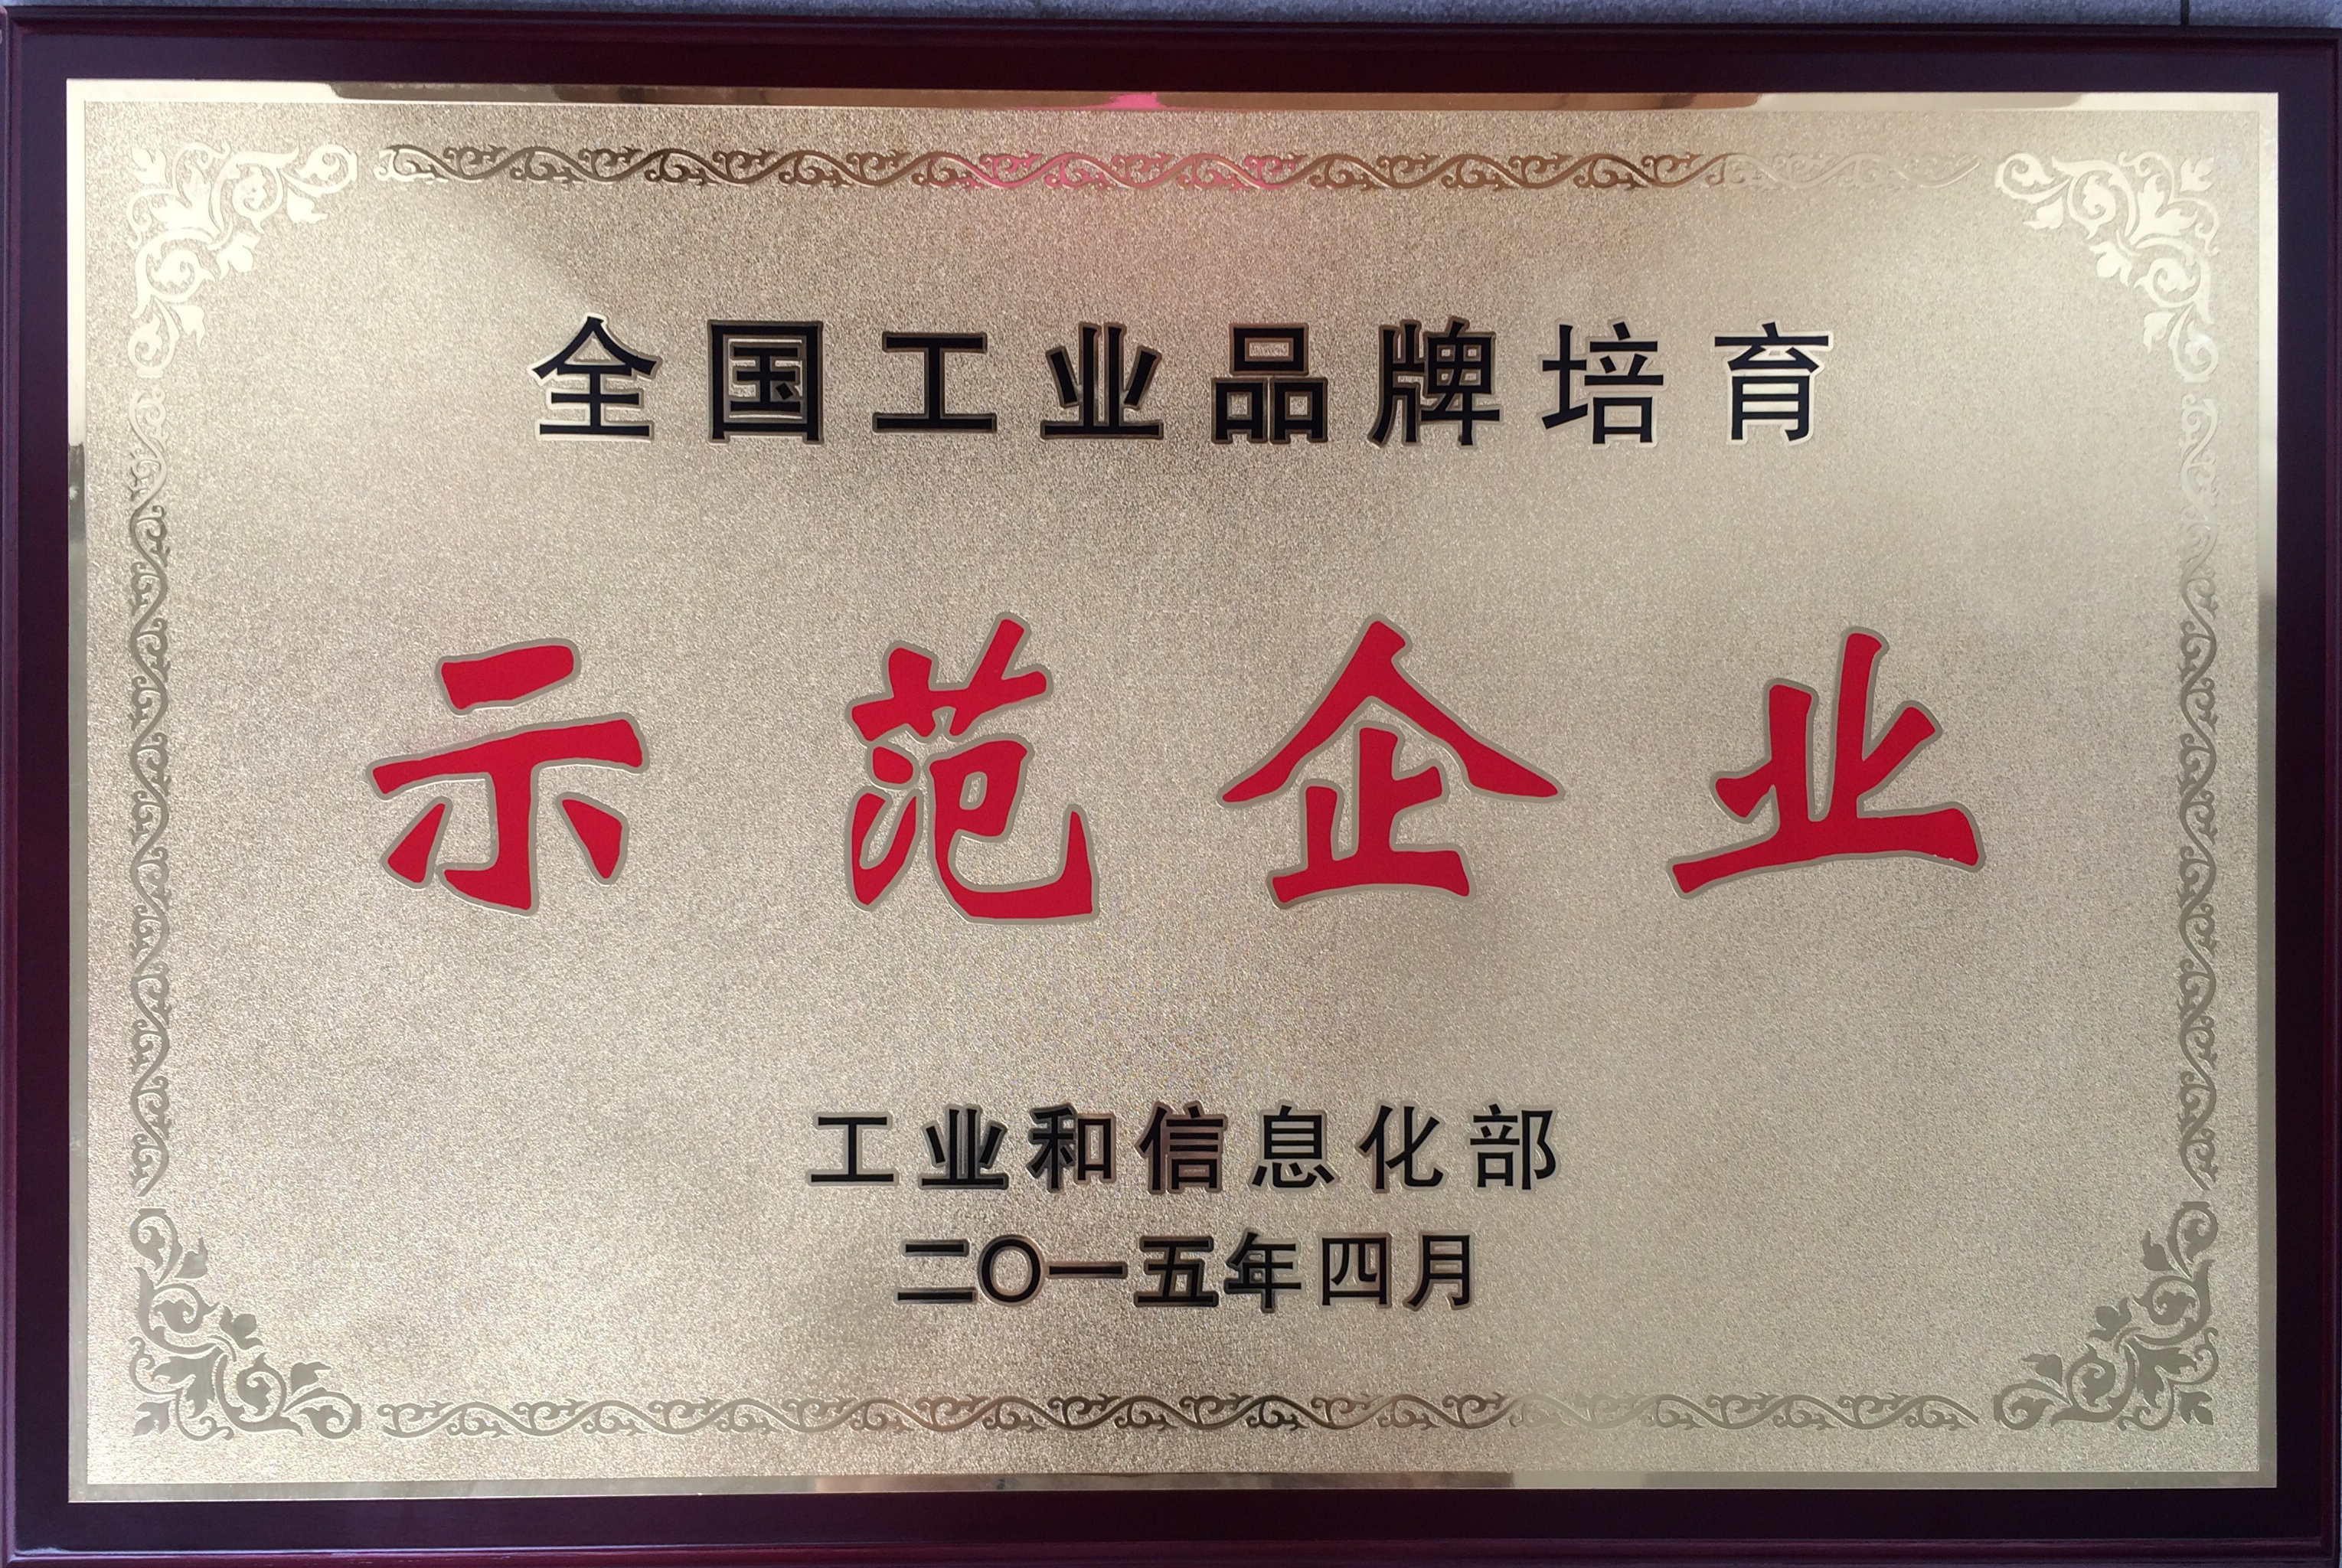 全国工业品牌培育
示范企业
工业和信息化部
二〇一五年四月